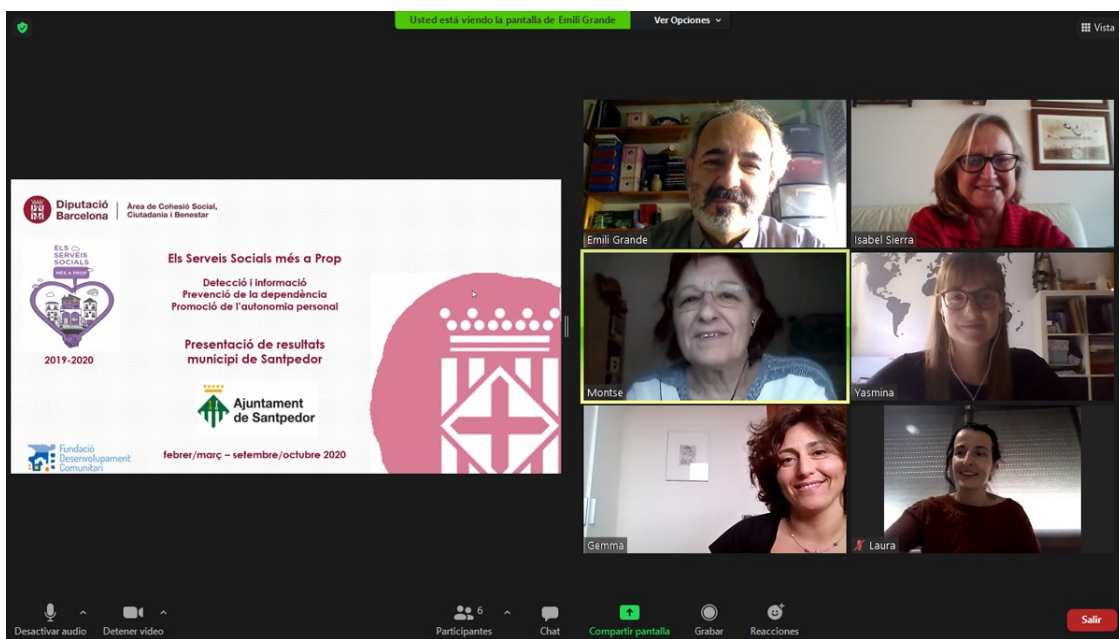 Usted está viendo la pantalla de Emili Grande
Ver Opciones
Vista
Diputació
Barcelona
Àrea de Cohesió Social,
Ciutadania i Benestar
ELS
SERVEIS
SOCIALS
MÉS A PROP
2019-2020
Els Serveis Socials més a Prop
Detecció i informació
Prevenció de la dependència
Promoció de l'autonomia personal
Presentació de resultats
municipi de Santpedor
Ajuntament
de Santpedor
Fundació
Desenvolupament
Comunitari
febrer/març – setembre/octubre 2020
Emili Grande
Isabel Sierra
Montse
Yasmina
Gemma
Laura
Desactivar audio
Detener video
6
Participantes
Chat
Compartir pantalla
Grabar
Reacciones
Salir